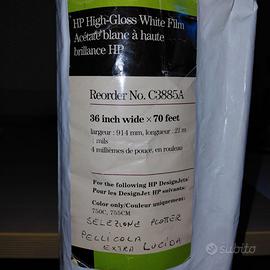 HP High-Gloss White Film
Acétate blanc à haute
brillance HP
Reorder No. C3885A
36 inch wide × 70 feet
largeur : 914 mm, longueur : 21 m
mils
4 millièmes de pouce, en rouleau
For the following HP DesignJets/
Pour les DesignJet HP suivants:
Color only/Couleur uniquement:
750C, 755CM
SELEZIONE PLOTTER
PELLICOLA
EXTRA LUCIDA
subito